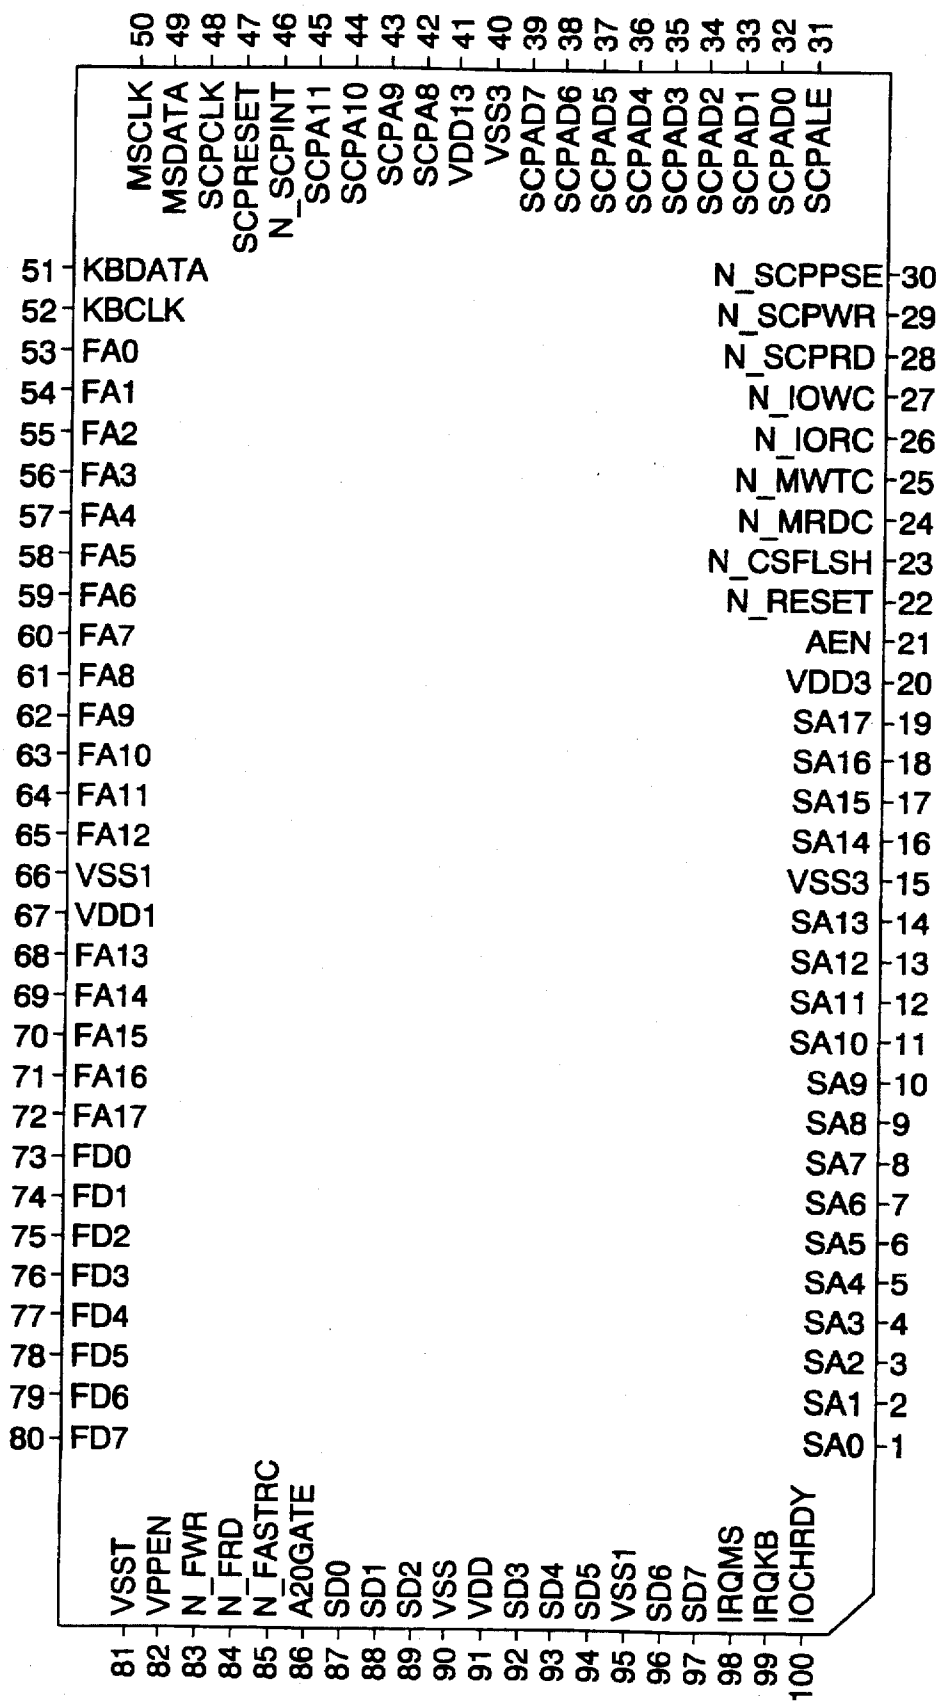 50 MSCLK
49 MSDATA
48 SCPCLK
47 SCPRESET
46 N_SCPINT
45 SCPA11
44 SCPA10
43 SCPA9
42 SCPA8
41 VDD13
40 VSS3
39 SCPAD7
38 SCPAD6
37 SCPAD5
36 SCPAD4
35 SCPAD3
34 SCPAD2
33 SCPAD1
32 SCPAD0
31 SCPALE
51 KBDATA
52 KBCLK
53 FA0
54 FA1
55 FA2
56 FA3
57 FA4
58 FA5
59 FA6
60 FA7
61 FA8
62 FA9
63 FA10
64 FA11
65 FA12
66 VSS1
67 VDD1
68 FA13
69 FA14
70 FA15
71 FA16
72 FA17
73 FD0
74 FD1
75 FD2
76 FD3
77 FD4
78 FD5
79 FD6
80 FD7
N_SCPPSE 30
N_SCPWR 29
N_SCPRD 28
N_IOWC 27
N_IORC 26
N_MWTC 25
N_MRDC 24
N_CSFLSH 23
N_RESET 22
AEN 21
VDD3 20
SA17 19
SA16 18
SA15 17
SA14 16
VSS3 15
SA13 14
SA12 13
SA11 12
SA10 11
SA9 10
SA8 9
SA7 8
SA6 7
SA5 6
SA4 5
SA3 4
SA2 3
SA1 2
SA0 1
81 VSST
82 VPPEN
83 N_FWR
84 N_FRD
85 N_FASTRC
86 A20GATE
87 SD0
88 SD1
89 SD2
90 VSS
91 VDD
92 SD3
93 SD4
94 SD5
95 VSS1
96 SD6
97 SD7
98 IRQMS
99 IRQKB
100 IOCHRDY